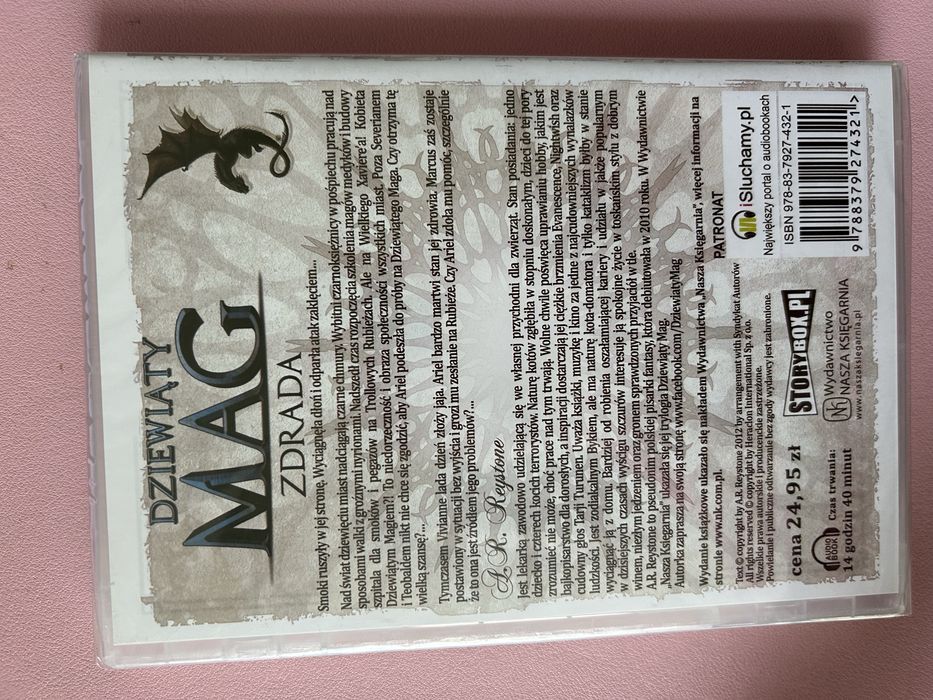 DZIEWIĄTY
MAG
ZDRADA
Smoki ruszyły w jej stronę. Wyciągnęła dłoń i odparła atak zaklęciem...
Nad świat dziewięciu miast nadciągają czarne chmury. Wybitni czarnoksiężnicy w pośpiechu pracują nad
sposobami walki z groźnymi nyrionami. Nadszedł czas rozpoczęcia szkolenia magów medyków i budowy
szpitala dla smoków i pegazów na Trollowych Rubieżach. Ale na Wielkiego Xaviere'a! Kobieta
Dziewiątym Magiem?! To niedorzeczność i obraza społeczności wszystkich miast. Poza Severianem
i Teobaldem nikt nie chce się zgodzić, aby Ariel podeszła do próby na Dziewiątego Maga. Czy otrzyma tę
wielką szansę?...
Tymczasem Vivianne lada dzień złoży jaja. Ariel bardzo martwi stan jej zdrowia. Marcus zaś zostaje
postawiony w sytuacji bez wyjścia i grozi mu zesłanie na Rubieże. Czy Ariel zdoła mu pomóc, szczególnie
że to ona jest źródłem jego problemów?...
A.R. Reystone
Jest lekarką, zawodowo udzielającą się we własnej przychodni dla zwierząt. Stan posiadania: jedno
dziecko i czterech kocich terrorystów. Naturę kotów zgłębiła w stopniu doskonałym, dzieci do tej pory
zrozumieć nie może, choć prace nad tym trwają. Wolne chwile poświęca uprawianiu hobby, jakim jest
bajkopisarstwo dla dorosłych, a inspiracji dostarczają jej ciężkie brzmienia Evanescence, Nightwish oraz
cudowny głos Tarji Turunen. Uważa książki, muzykę i kino za jedne z najcudowniejszych wynalazków
ludzkości. Jest zodiakalnym Bykiem, ale ma naturę kota-domatora i tylko kataklizm byłby w stanie
wyciągnąć ją z domu. Bardziej od robienia oszałamiającej kariery i udziału w jakże popularnym
w dzisiejszych czasach wyścigu szczurów interesuje ją spokojne życie w toskańskim stylu z dobrym
winem, niezłym jedzeniem oraz gronem sprawdzonych przyjaciół w tle.
A.R. Reystone to pseudonim polskiej pisarki fantasy, która debiutowała w 2010 roku. W Wydawnictwie
„Nasza Księgarnia" ukazała się jej trylogia Dziewiąty Mag.
Autorka zaprasza na swoją stronę www.facebook.com/DziewiatyMag
Wydanie książkowe ukazało się nakładem Wydawnictwa „Nasza Księgarnia", więcej informacji na
stronie www.nk.com.pl.
PATRONAT
iSłuchamy.pl
Największy portal o audiobookach
Text © copyright by A.R. Reystone 2012 by arrangement with Syndykat Autorów
All rights reserved © copyright by Heraclon International Sp. z o.o.
Wszelkie prawa autorskie i producenckie zastrzeżone.
Powielanie i publiczne odtwarzanie bez zgody wydawcy jest zabronione.
cena 24,95 zł
AUDIO
BOOK
Czas trwania:
14 godzin 40 minut
STORYBOX.PL
Wydawnictwo
NASZA KSIĘGARNIA
www.naszaksiegarnia.pl
ISBN 978-83-7927-432-1
9 788379 274321 >